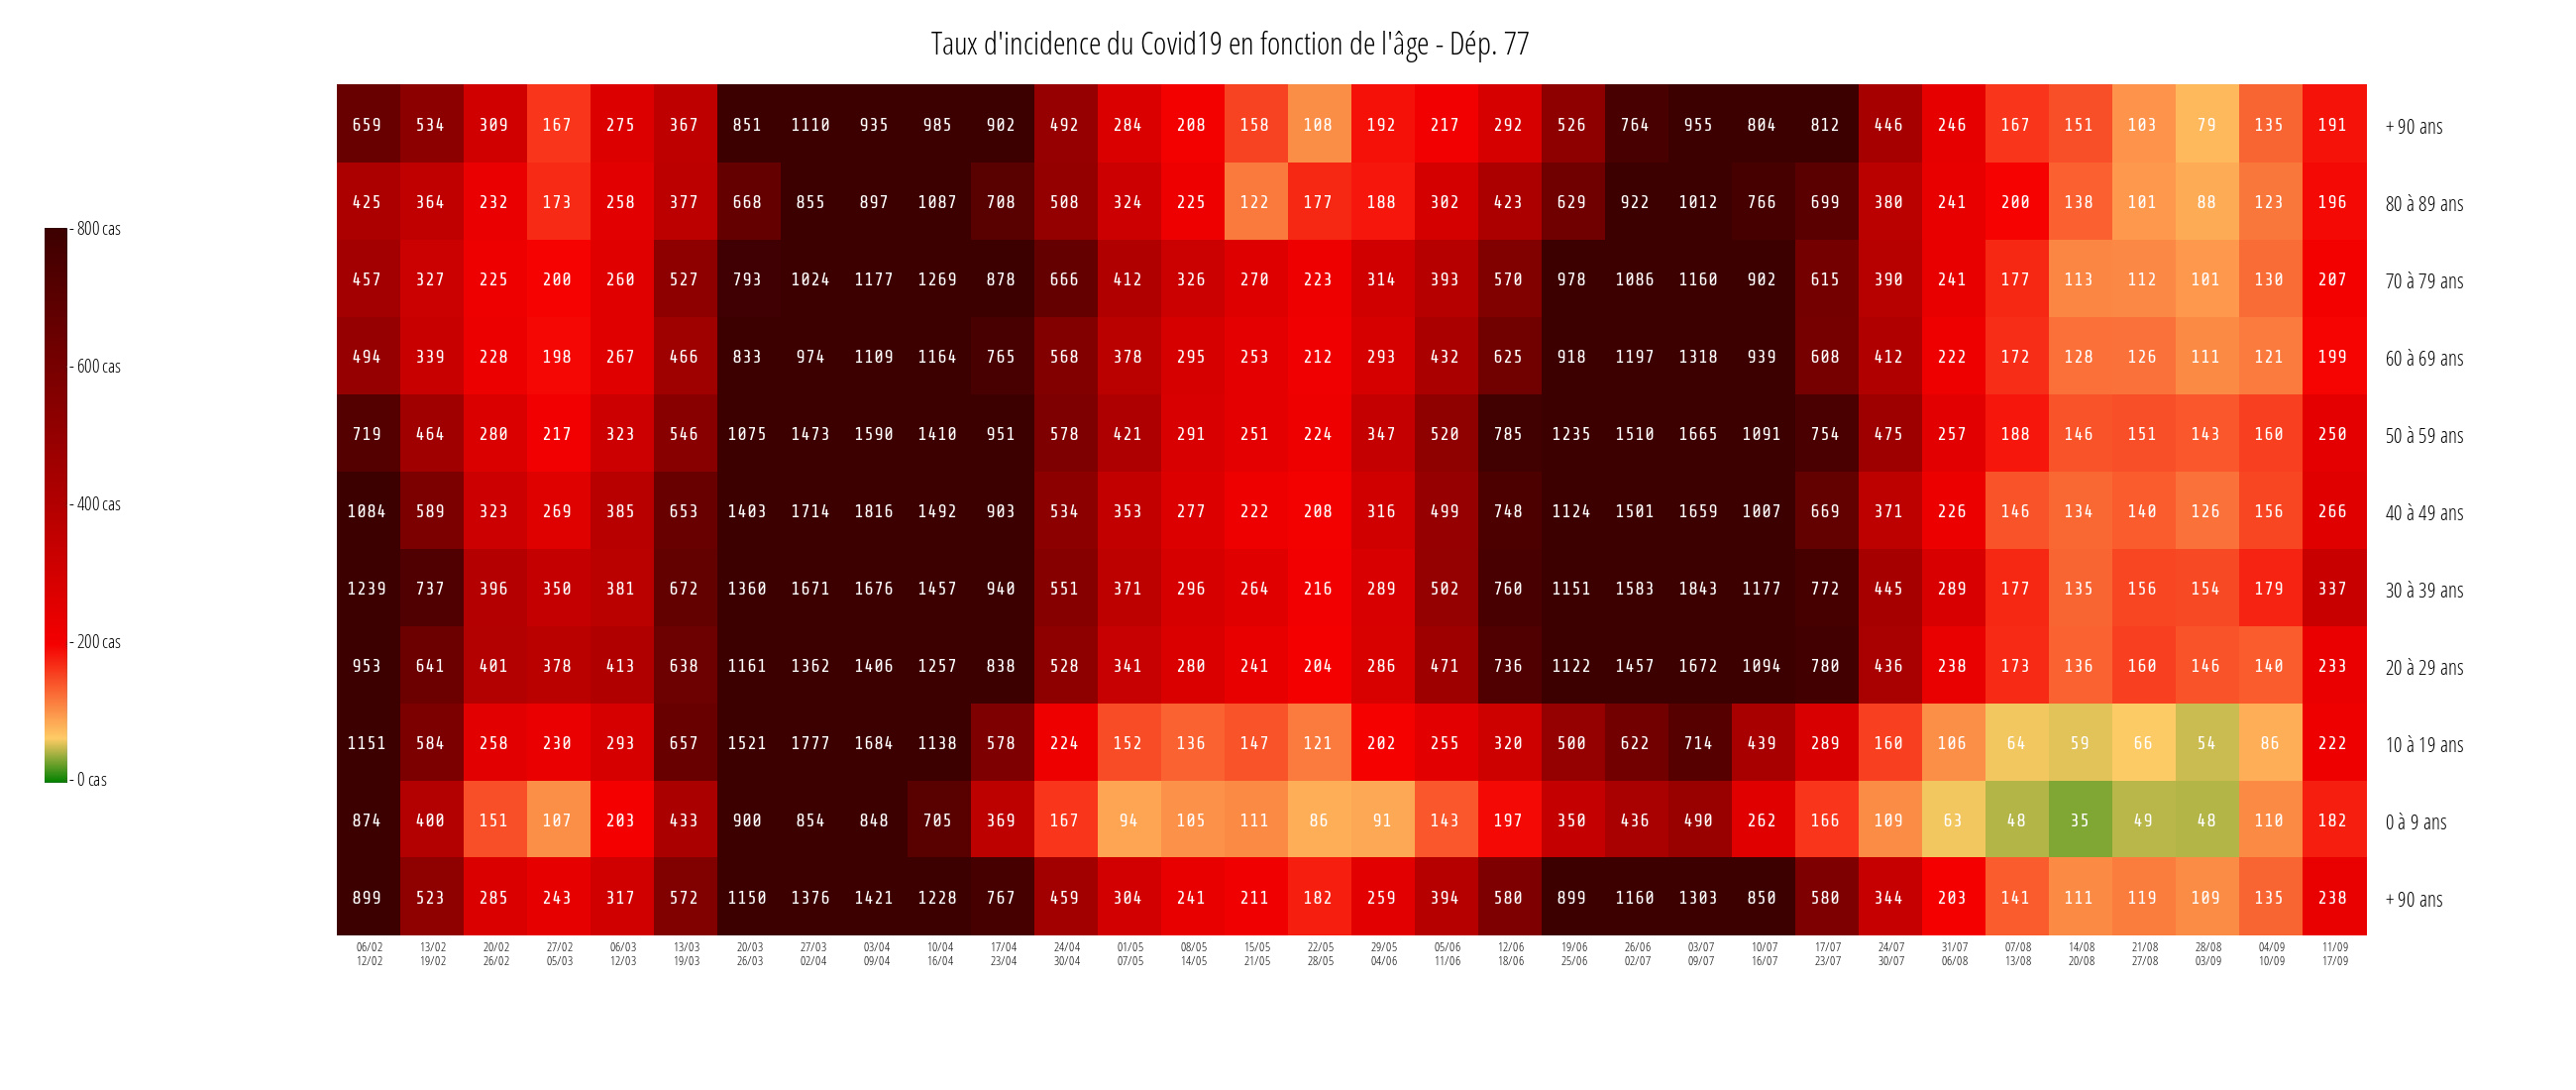 Taux d'incidence du Covid19 en fonction de l'âge - Dép. 77
- 800 cas
- 600 cas
- 400 cas
- 200 cas
- 0 cas
659 534 309 167 275 367 851 1110 935 985 902 492 284 208 158 108 192 217 292 526 764 955 804 812 446 246 167 151 103 79 135 191 + 90 ans
425 364 232 173 258 377 668 855 897 1087 708 508 324 225 122 177 188 302 423 629 922 1012 766 699 380 241 200 138 101 88 123 196 80 à 89 ans
457 327 225 200 260 527 793 1024 1177 1269 878 666 412 326 270 223 314 393 570 978 1086 1160 902 615 390 241 177 113 112 101 130 207 70 à 79 ans
494 339 228 198 267 466 833 974 1109 1164 765 568 378 295 253 212 293 432 625 918 1197 1318 939 608 412 222 172 128 126 111 121 199 60 à 69 ans
719 464 280 217 323 546 1075 1473 1590 1410 951 578 421 291 251 224 347 520 785 1235 1510 1665 1091 754 475 257 188 146 151 143 160 250 50 à 59 ans
1084 589 323 269 385 653 1403 1714 1816 1492 903 534 353 277 222 208 316 499 748 1124 1501 1659 1007 669 371 226 146 134 140 126 156 266 40 à 49 ans
1239 737 396 350 381 672 1360 1671 1676 1457 940 551 371 296 264 216 289 502 760 1151 1583 1843 1177 772 445 289 177 135 156 154 179 337 30 à 39 ans
953 641 401 378 413 638 1161 1362 1406 1257 838 528 341 280 241 204 286 471 736 1122 1457 1672 1094 780 436 238 173 136 160 146 140 233 20 à 29 ans
1151 584 258 230 293 657 1521 1777 1684 1138 578 224 152 136 147 121 202 255 320 500 622 714 439 289 160 106 64 59 66 54 86 222 10 à 19 ans
874 400 151 107 203 433 900 854 848 705 369 167 94 105 111 86 91 143 197 350 436 490 262 166 109 63 48 35 49 48 110 182 0 à 9 ans
899 523 285 243 317 572 1150 1376 1421 1228 767 459 304 241 211 182 259 394 580 899 1160 1303 850 580 344 203 141 111 119 109 135 238 + 90 ans
06/02 13/02 20/02 27/02 06/03 13/03 20/03 27/03 03/04 10/04 17/04 24/04 01/05 08/05 15/05 22/05 29/05 05/06 12/06 19/06 26/06 03/07 10/07 17/07 24/07 31/07 07/08 14/08 21/08 28/08 04/09 11/09
12/02 19/02 26/02 05/03 12/03 19/03 26/03 02/04 09/04 16/04 23/04 30/04 07/05 14/05 21/05 28/05 04/06 11/06 18/06 25/06 02/07 09/07 16/07 23/07 30/07 06/08 13/08 20/08 27/08 03/09 10/09 17/09